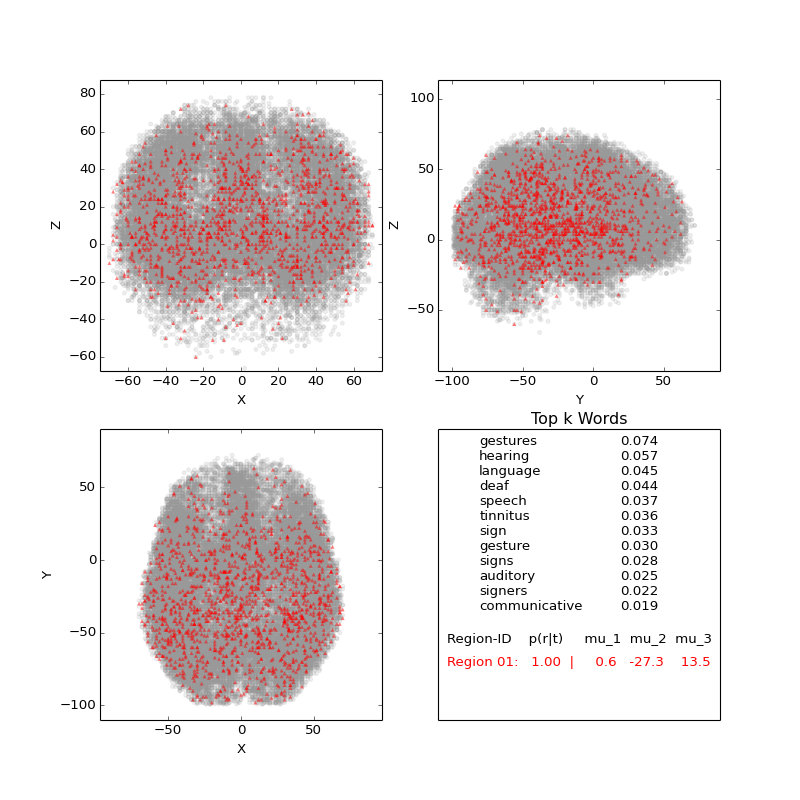 80
60
40
20
0
−20
−40
−60
Z
−60 −40 −20 0 20 40 60
X
100
50
0
−50
Z
−100 −50 0 50
Y
50
0
−50
−100
Y
−50 0 50
X
Top k Words
gestures 0.074
hearing 0.057
language 0.045
deaf 0.044
speech 0.037
tinnitus 0.036
sign 0.033
gesture 0.030
signs 0.028
auditory 0.025
signers 0.022
communicative 0.019
Region-ID p(r|t) mu_1 mu_2 mu_3
Region 01: 1.00 | 0.6 -27.3 13.5